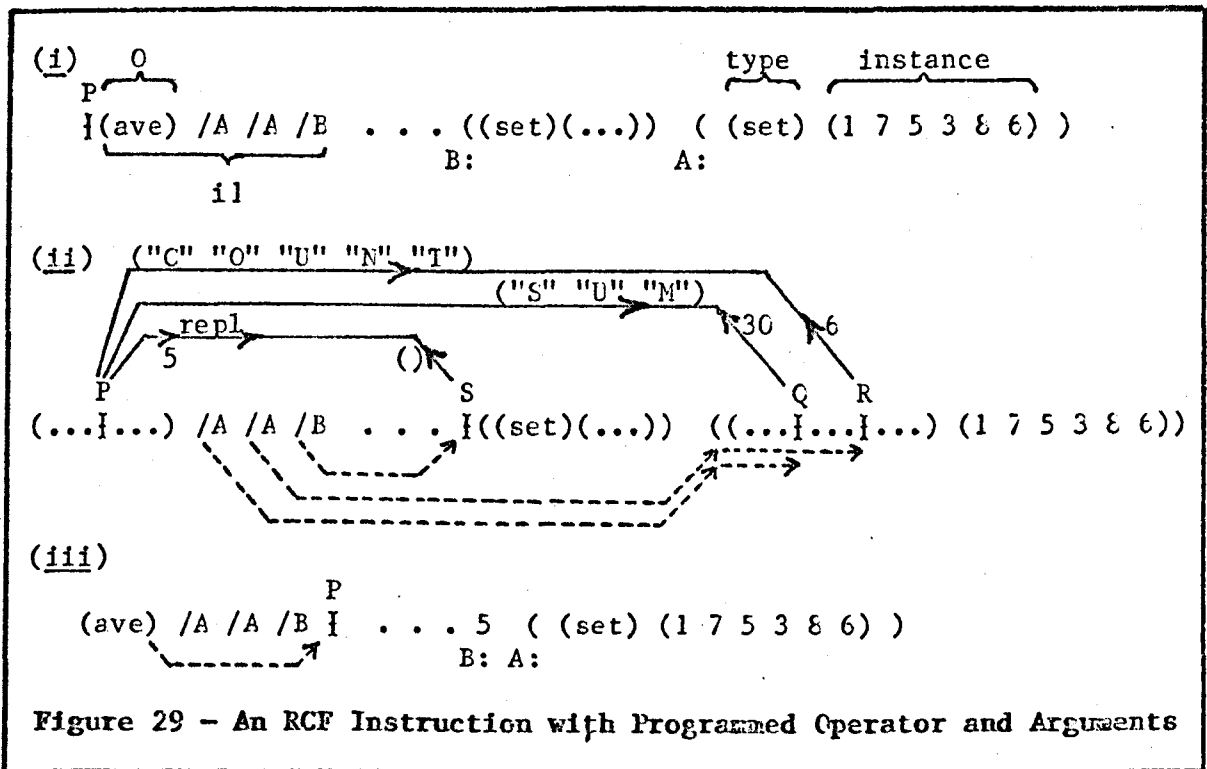 (i) O type instance
P
(ave) /A /A /B . . . ((set)(...)) ( (set) (1 7 5 3 8 6) )
B: A:
il
(ii) ("C" "O" "U" "N" "T")
("S" "U" "M")
repl 30 6
5 ()
P S Q R
(...I...) /A /A /B . . . I((set)(...)) ((...I...I...) (1 7 5 3 8 6))
(iii)
P
(ave) /A /A /B I . . . 5 ( (set) (1 7 5 3 8 6) )
B: A:
Figure 29 - An RCF Instruction with Programmed Operator and Arguments